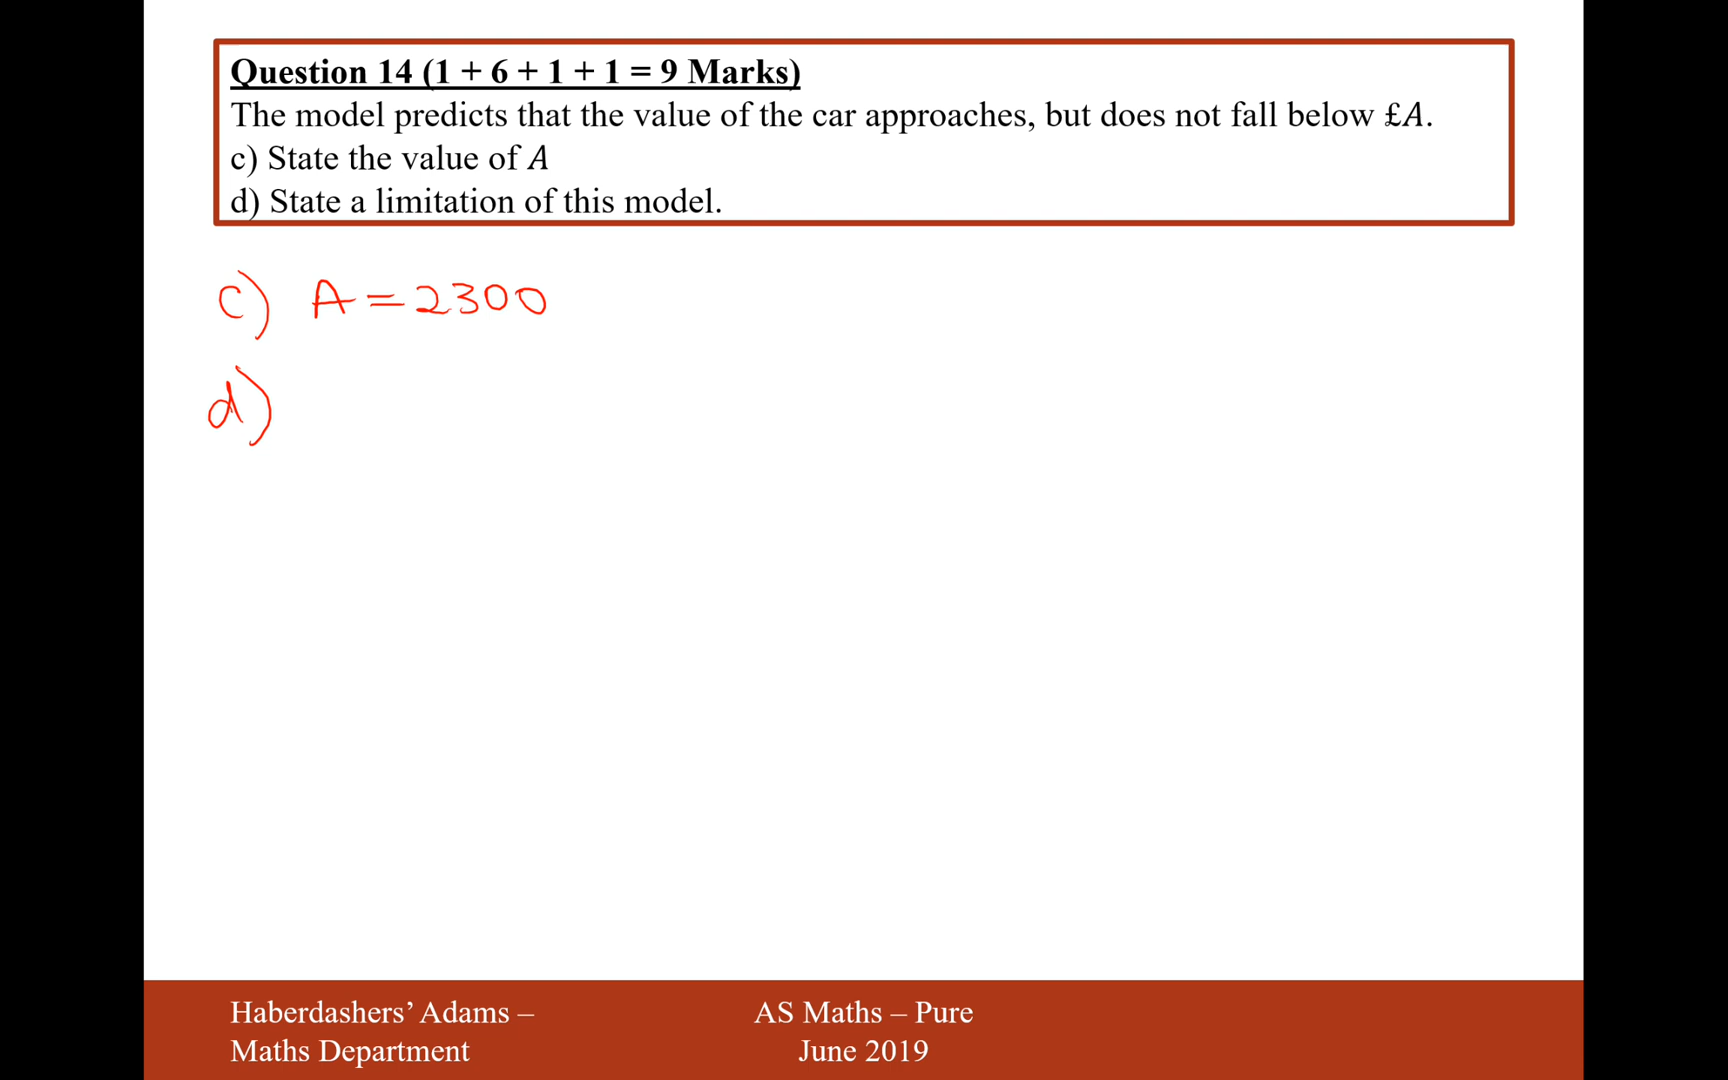 Question 14 (1 + 6 + 1 + 1 = 9 Marks)
The model predicts that the value of the car approaches, but does not fall below £A.
c) State the value of A
d) State a limitation of this model.
c) A = 2300
d)
Haberdashers’ Adams –
Maths Department
AS Maths – Pure
June 2019